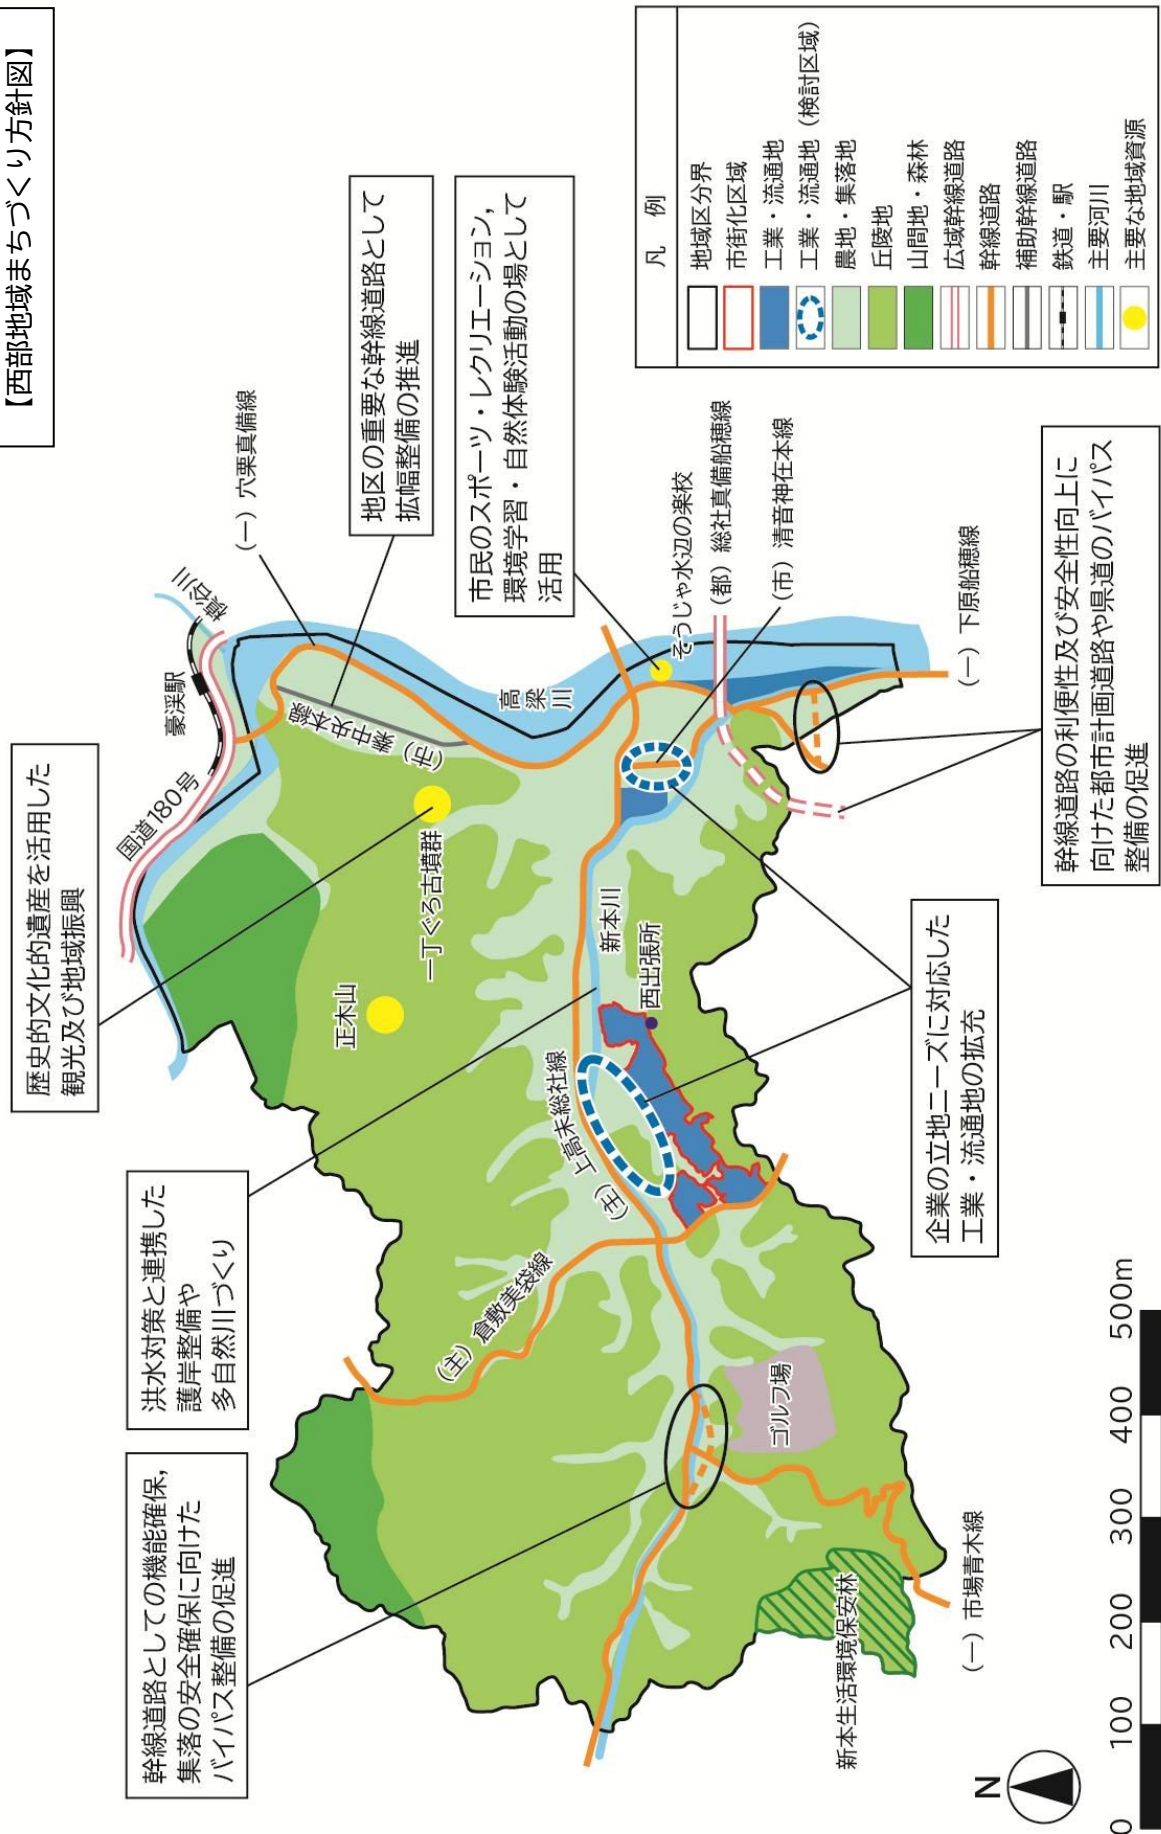 【西部地域まちづくり方針図】
歴史的文化的遺産を活用した
観光及び地域振興
洪水対策と連携した
護岸整備や
多自然川づくり
幹線道路としての機能確保,
集落の安全確保に向けた
バイパス整備の促進
地区の重要な幹線道路として
拡幅整備の推進
市民のスポーツ・レクリエーション,
環境学習・自然体験活動の場として
活用
企業の立地ニーズに対応した
工業・流通地の拡充
幹線道路の利便性及び安全性向上に
向けた都市計画道路や県道のバイパス
整備の促進
国道180号
豪渓駅
槙谷川
(一)宍粟真備線
(市)秦中央本線
高梁川
一丁ぐろ古墳群
正木山
(主)倉敷美袋線
(主)上高末総社線
新本川
西出張所
そうじゃ水辺の楽校
(都)総社真備船穂線
(市)清音神在本線
(一)下原船穂線
ゴルフ場
新本生活環境保安林
(一)市場青木線
凡 例
地域区分界
市街化区域
工業・流通地
工業・流通地(検討区域)
農地・集落地
丘陵地
山間地・森林
広域幹線道路
幹線道路
補助幹線道路
鉄道・駅
主要河川
主要な地域資源
N
0 100 200 300 400 500m